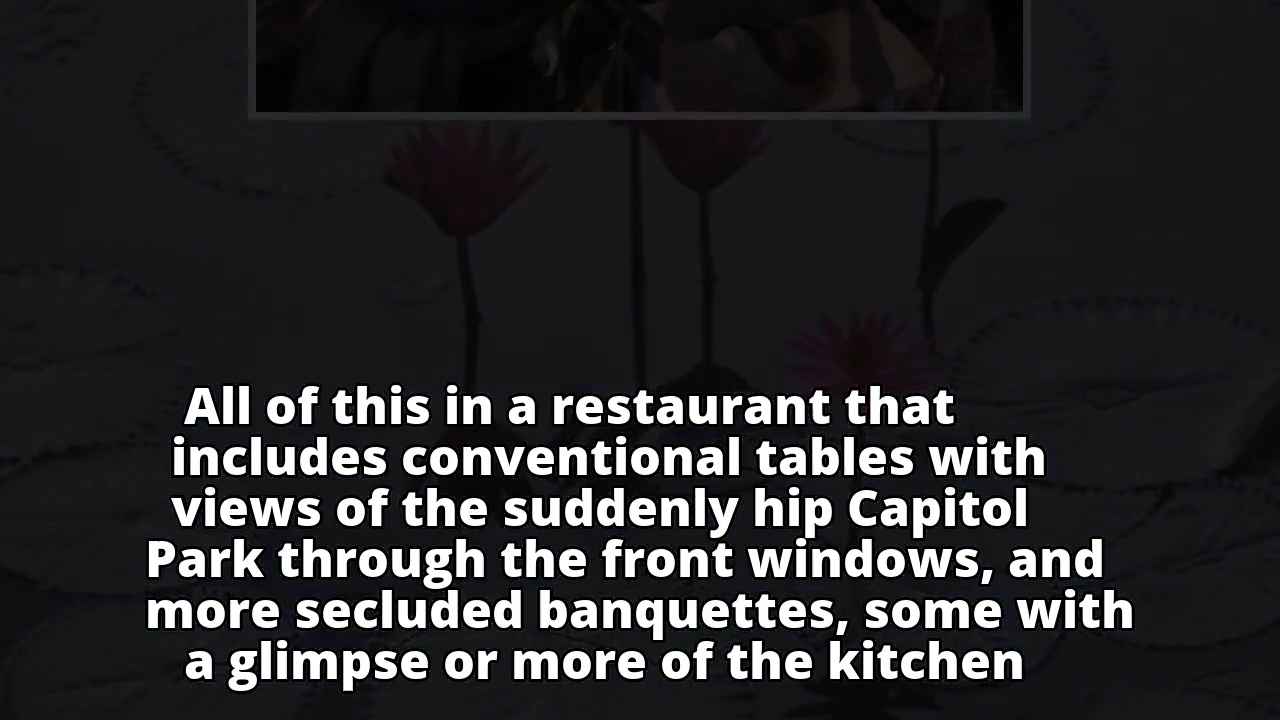 All of this in a restaurant that
includes conventional tables with
views of the suddenly hip Capitol
Park through the front windows, and
more secluded banquettes, some with
a glimpse or more of the kitchen